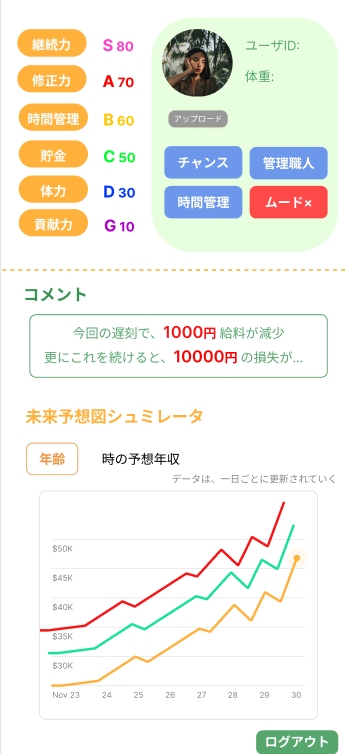 継続力 S 80
修正力 A 70
時間管理 B 60
貯金 C 50
体力 D 30
貢献力 G 10
ユーザID:
体重:
アップロード
チャンス 管理職人
時間管理 ムード×
コメント
今回の遅刻で、1000円 給料が減少
更にこれを続けると、10000円 の損失が...
未来予想図シュミレータ
年齢 時の予想年収
データは、一日ごとに更新されていく
$50K
$45K
$40K
$35K
$30K
Nov 23 24 25 26 27 28 29 30
ログアウト